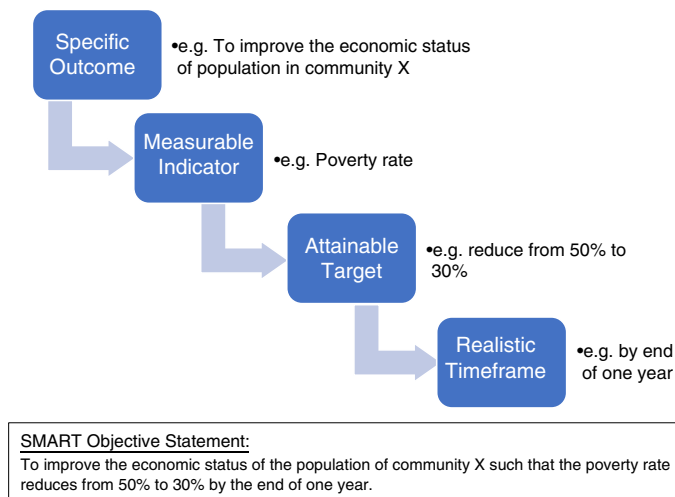 Specific
Outcome
•e.g. To improve the economic status
of population in community X
Measurable
Indicator
•e.g. Poverty rate
Attainable
Target
•e.g. reduce from 50% to
30%
Realistic
Timeframe
•e.g. by end
of one year
SMART Objective Statement:
To improve the economic status of the population of community X such that the poverty rate
reduces from 50% to 30% by the end of one year.